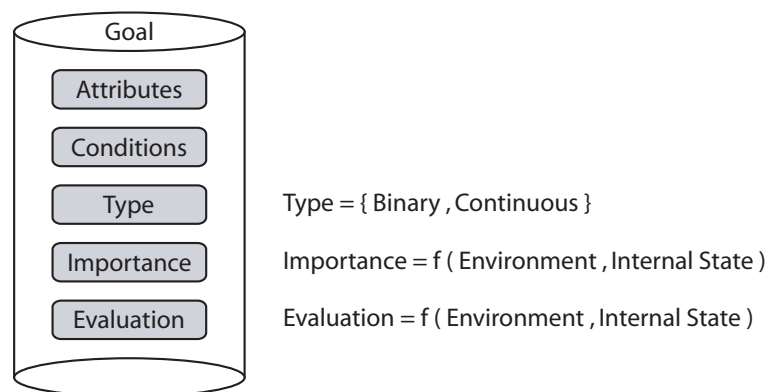 Goal
Attributes
Conditions
Type
Type = { Binary , Continuous }
Importance
Importance = f ( Environment , Internal State )
Evaluation
Evaluation = f ( Environment , Internal State )